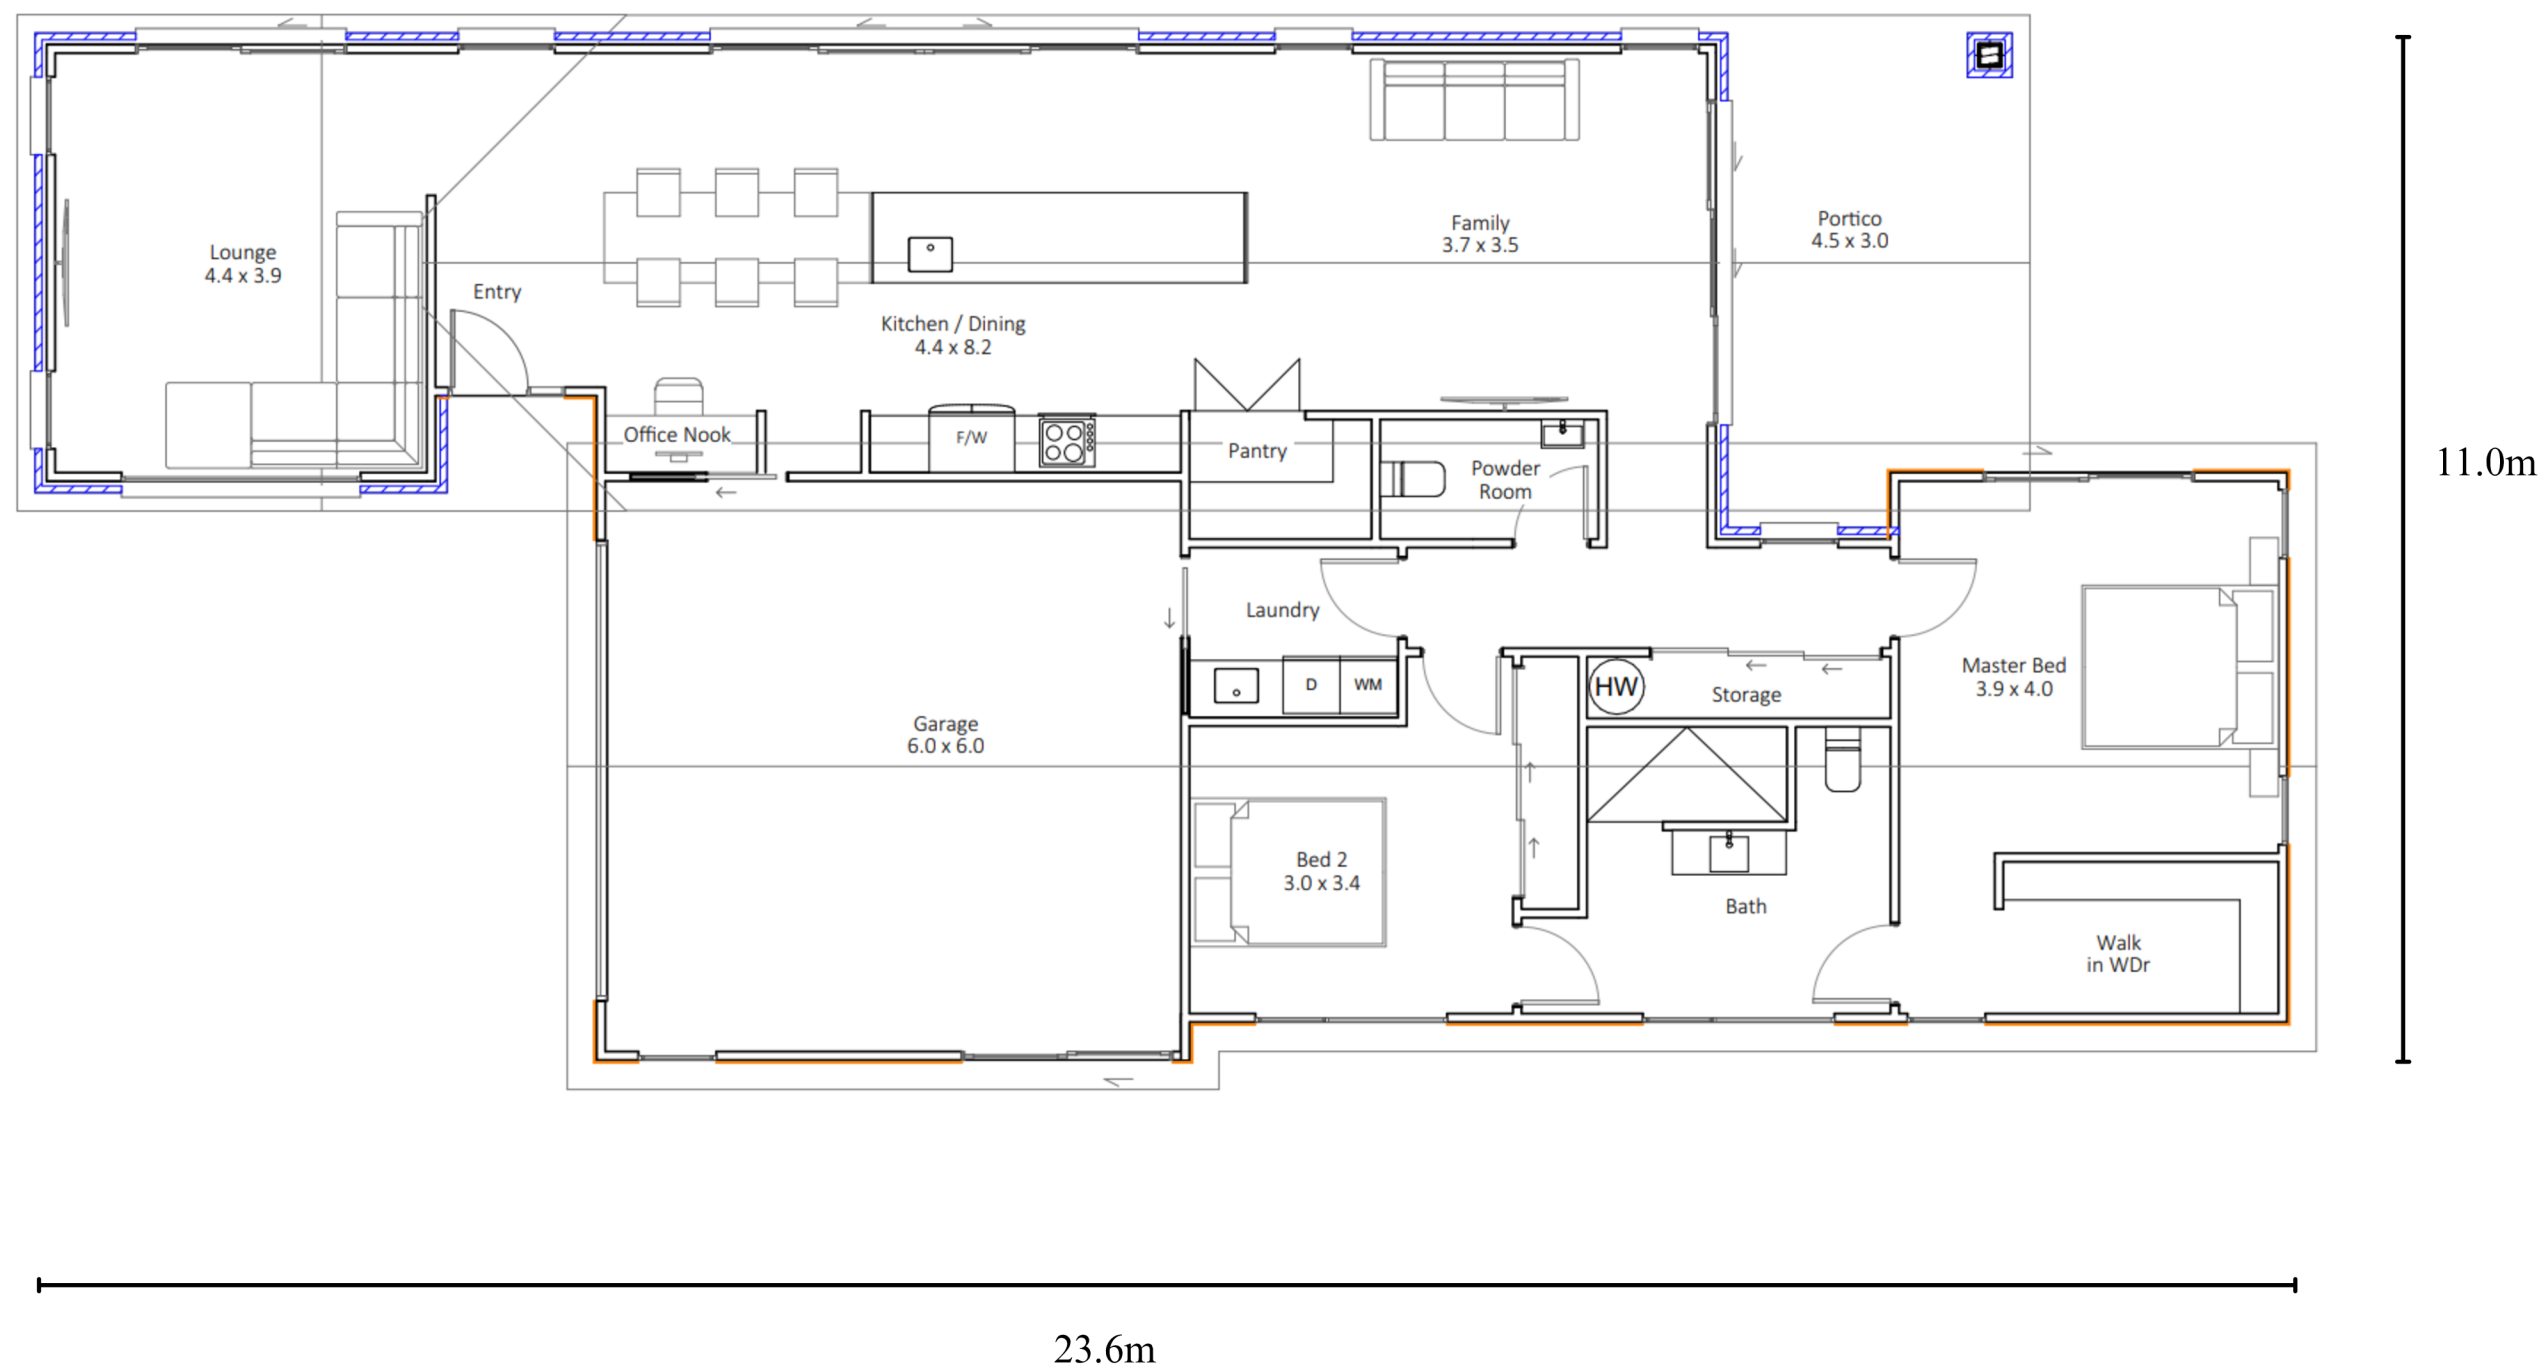 Lounge
4.4 x 3.9
Entry
Kitchen / Dining
4.4 x 8.2
Family
3.7 x 3.5
Portico
4.5 x 3.0
Office Nook
F/W
Pantry
Powder
Room
11.0m
Laundry
D
WM
HW
Storage
Master Bed
3.9 x 4.0
Garage
6.0 x 6.0
Bed 2
3.0 x 3.4
Bath
Walk
in WDr
23.6m